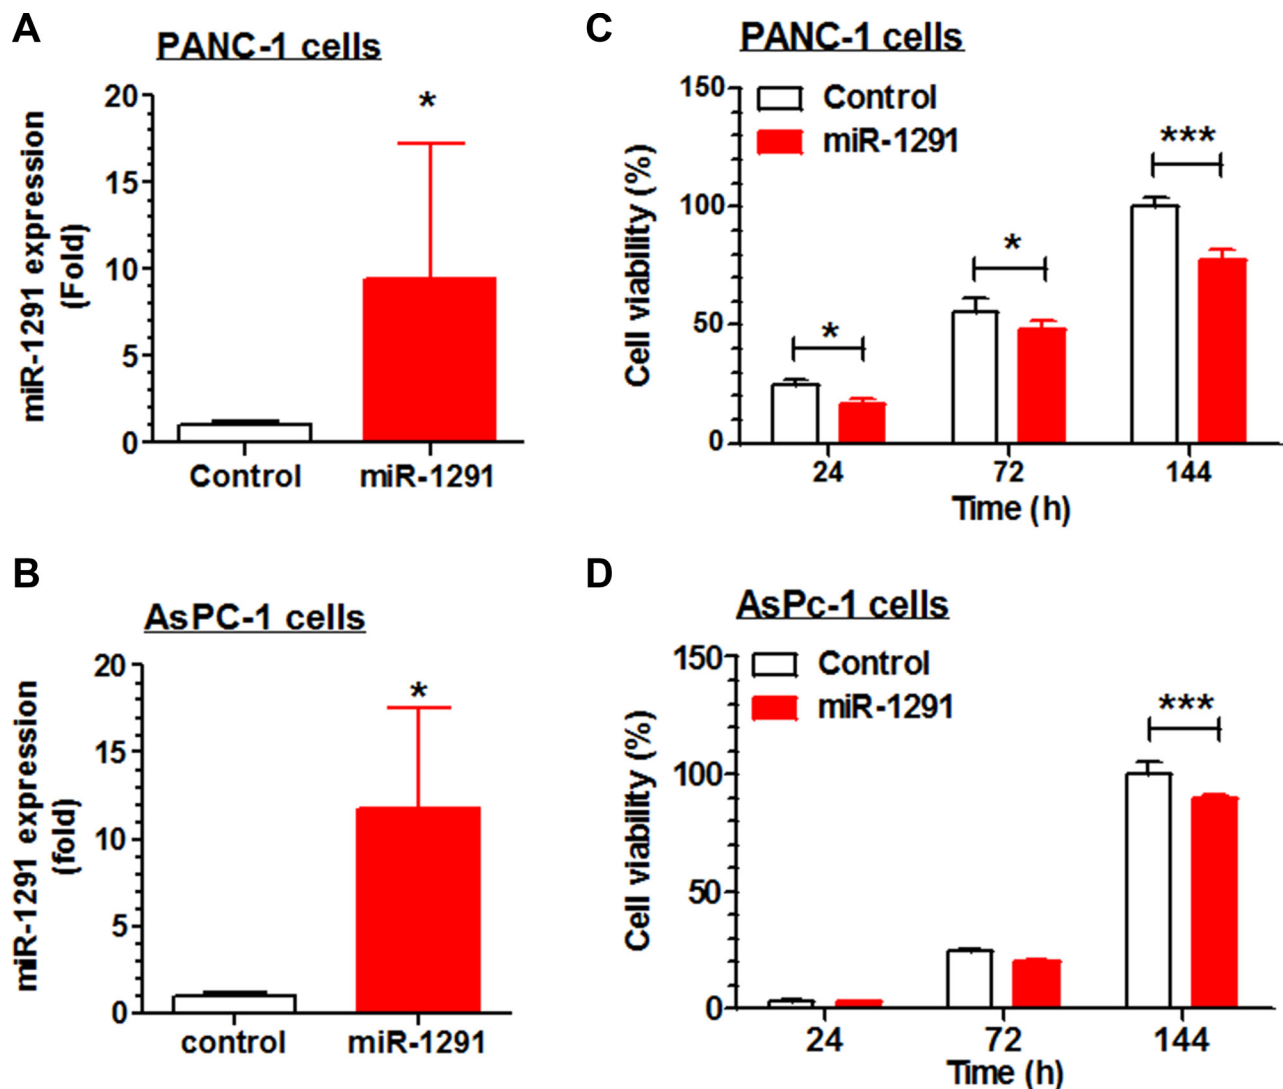 A
PANC-1 cells
miR-1291 expression
(Fold)
20
15
10
5
0
*
Control
miR-1291
C
PANC-1 cells
Cell viability (%)
150
100
50
0
Control
miR-1291
*
*
***
24
72
144
Time (h)
B
AsPC-1 cells
miR-1291 expression
(fold)
20
15
10
5
0
*
control
miR-1291
D
AsPc-1 cells
Cell viability (%)
150
100
50
0
Control
miR-1291
***
24
72
144
Time (h)